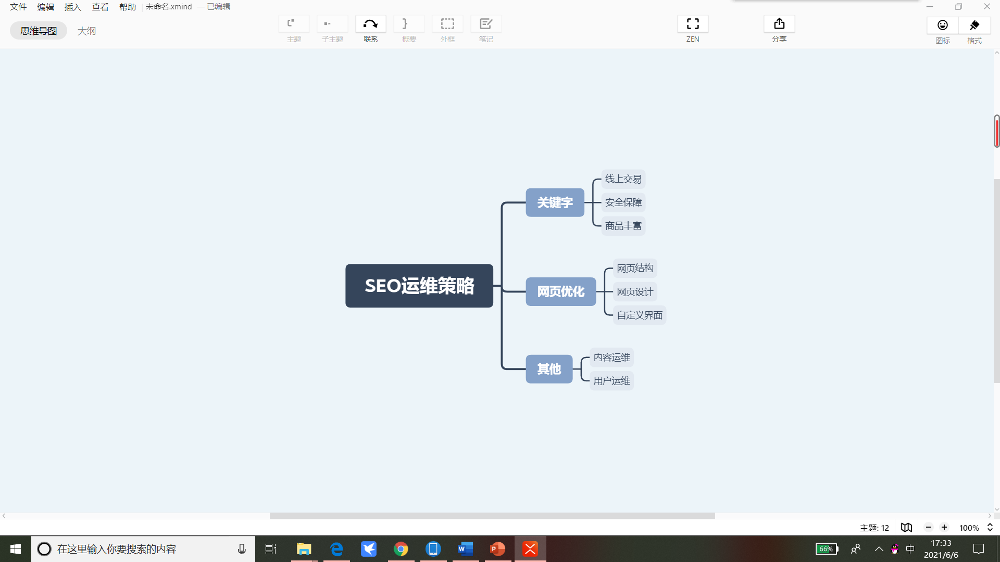 文件 编辑 插入 查看 帮助 未命名.xmind — 已编辑
思维导图 大纲
主题 子主题 联系 概要 外框 笔记 ZEN 分享 图标 格式
线上交易
关键字
安全保障
商品丰富
网页结构
SEO运维策略
网页优化
网页设计
自定义界面
内容运维
其他
用户运维
主题: 12
100%
在这里输入你要搜索的内容
66%
中
17:33
2021/6/6